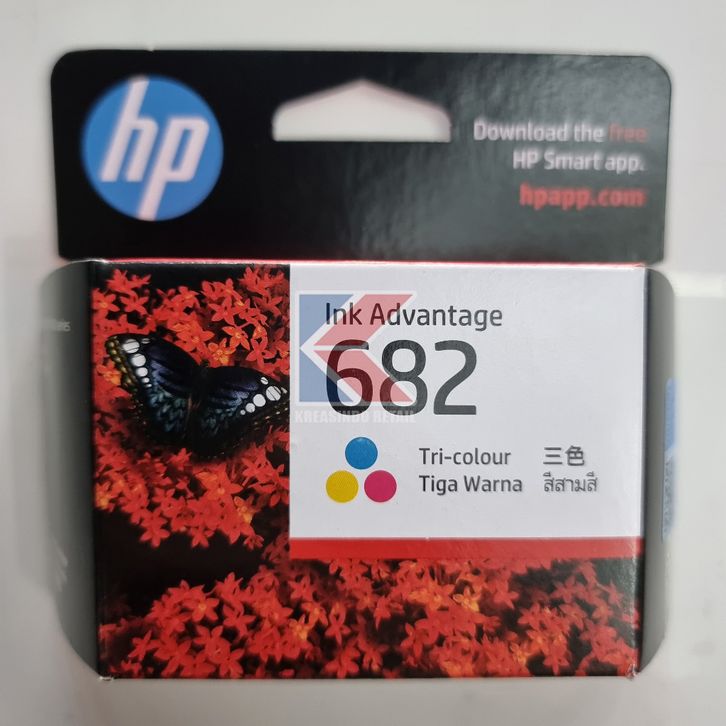 hp
Download the free
HP Smart app.
hpapp.com
Ink Advantage
682
KREASINDO RETAIL
Tri-colour 三色
Tiga Warna สีสามสี